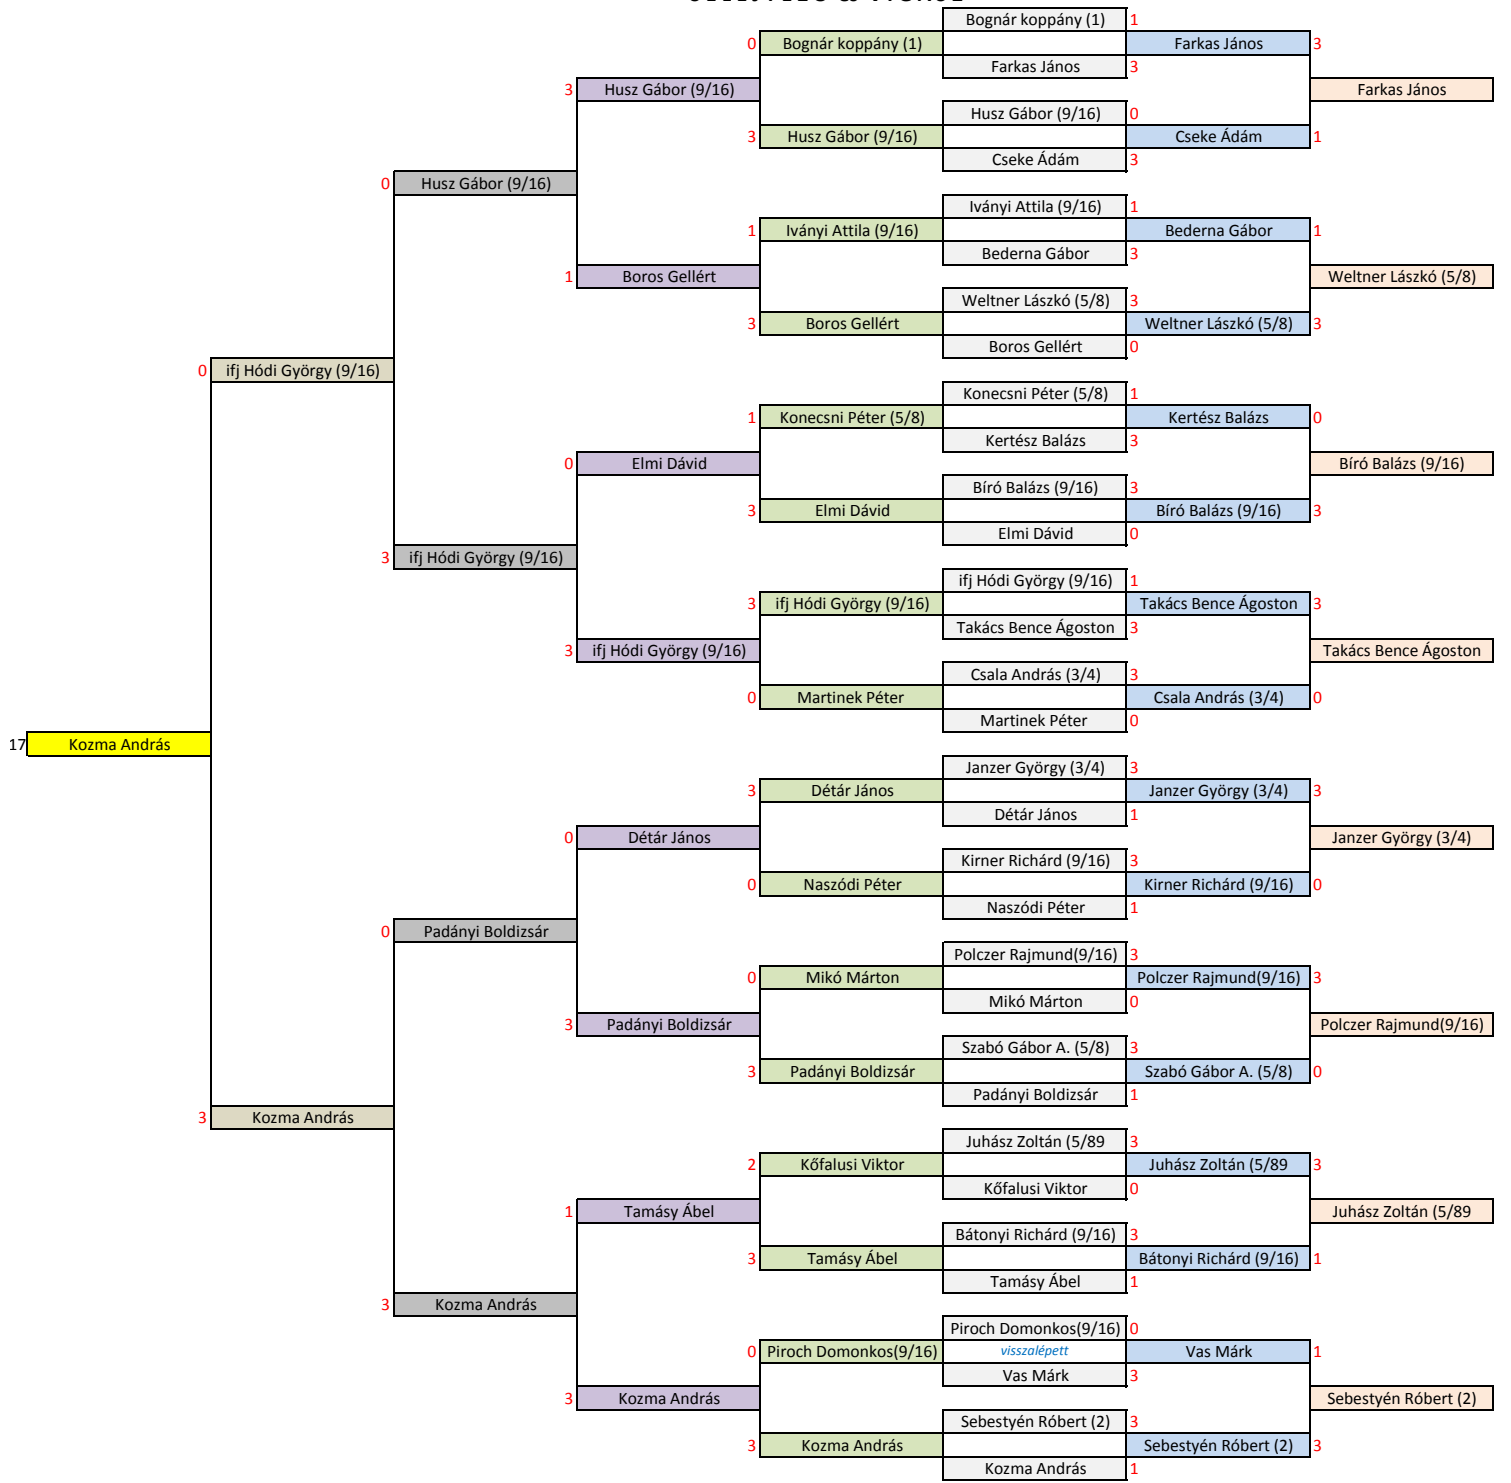 Bognár koppány (1) 1
0 Bognár koppány (1) Farkas János 3
Farkas János 3
3 Husz Gábor (9/16) Farkas János
Husz Gábor (9/16) 0
3 Husz Gábor (9/16) Cseke Ádám 1
Cseke Ádám 3
0 Husz Gábor (9/16)
Iványi Attila (9/16) 1
1 Iványi Attila (9/16) Bederna Gábor 1
Bederna Gábor 3
1 Boros Gellért Weltner Lászkó (5/8)
Weltner Lászkó (5/8) 3
3 Boros Gellért Weltner Lászkó (5/8) 3
Boros Gellért 0
0 ifj Hódi György (9/16)
Konecsni Péter (5/8) 1
1 Konecsni Péter (5/8) Kertész Balázs 0
Kertész Balázs 3
0 Elmi Dávid Bíró Balázs (9/16)
Bíró Balázs (9/16) 3
3 Elmi Dávid Bíró Balázs (9/16) 3
Elmi Dávid 0
3 ifj Hódi György (9/16)
ifj Hódi György (9/16) 1
3 ifj Hódi György (9/16) Takács Bence Ágoston 3
Takács Bence Ágoston 3
3 ifj Hódi György (9/16) Takács Bence Ágoston
Csala András (3/4) 3
0 Martinek Péter Csala András (3/4) 0
Martinek Péter 0
17 Kozma András
Janzer György (3/4) 3
3 Détár János Janzer György (3/4) 3
Détár János 1
0 Détár János Janzer György (3/4)
Kirner Richárd (9/16) 3
0 Naszódi Péter Kirner Richárd (9/16) 0
Naszódi Péter 1
0 Padányi Boldizsár
Polczer Rajmund(9/16) 3
0 Mikó Márton Polczer Rajmund(9/16) 3
Mikó Márton 0
3 Padányi Boldizsár Polczer Rajmund(9/16)
Szabó Gábor A. (5/8) 3
3 Padányi Boldizsár Szabó Gábor A. (5/8) 0
Padányi Boldizsár 1
3 Kozma András
Juhász Zoltán (5/89 3
2 Kőfalusi Viktor Juhász Zoltán (5/89 3
Kőfalusi Viktor 0
1 Tamásy Ábel Juhász Zoltán (5/89
Bátonyi Richárd (9/16) 3
3 Tamásy Ábel Bátonyi Richárd (9/16) 1
Tamásy Ábel 1
3 Kozma András
Piroch Domonkos(9/16) 0
0 Piroch Domonkos(9/16) visszalépett Vas Márk 1
Vas Márk 3
3 Kozma András Sebestyén Róbert (2)
Sebestyén Róbert (2) 3
3 Kozma András Sebestyén Róbert (2) 3
Kozma András 1